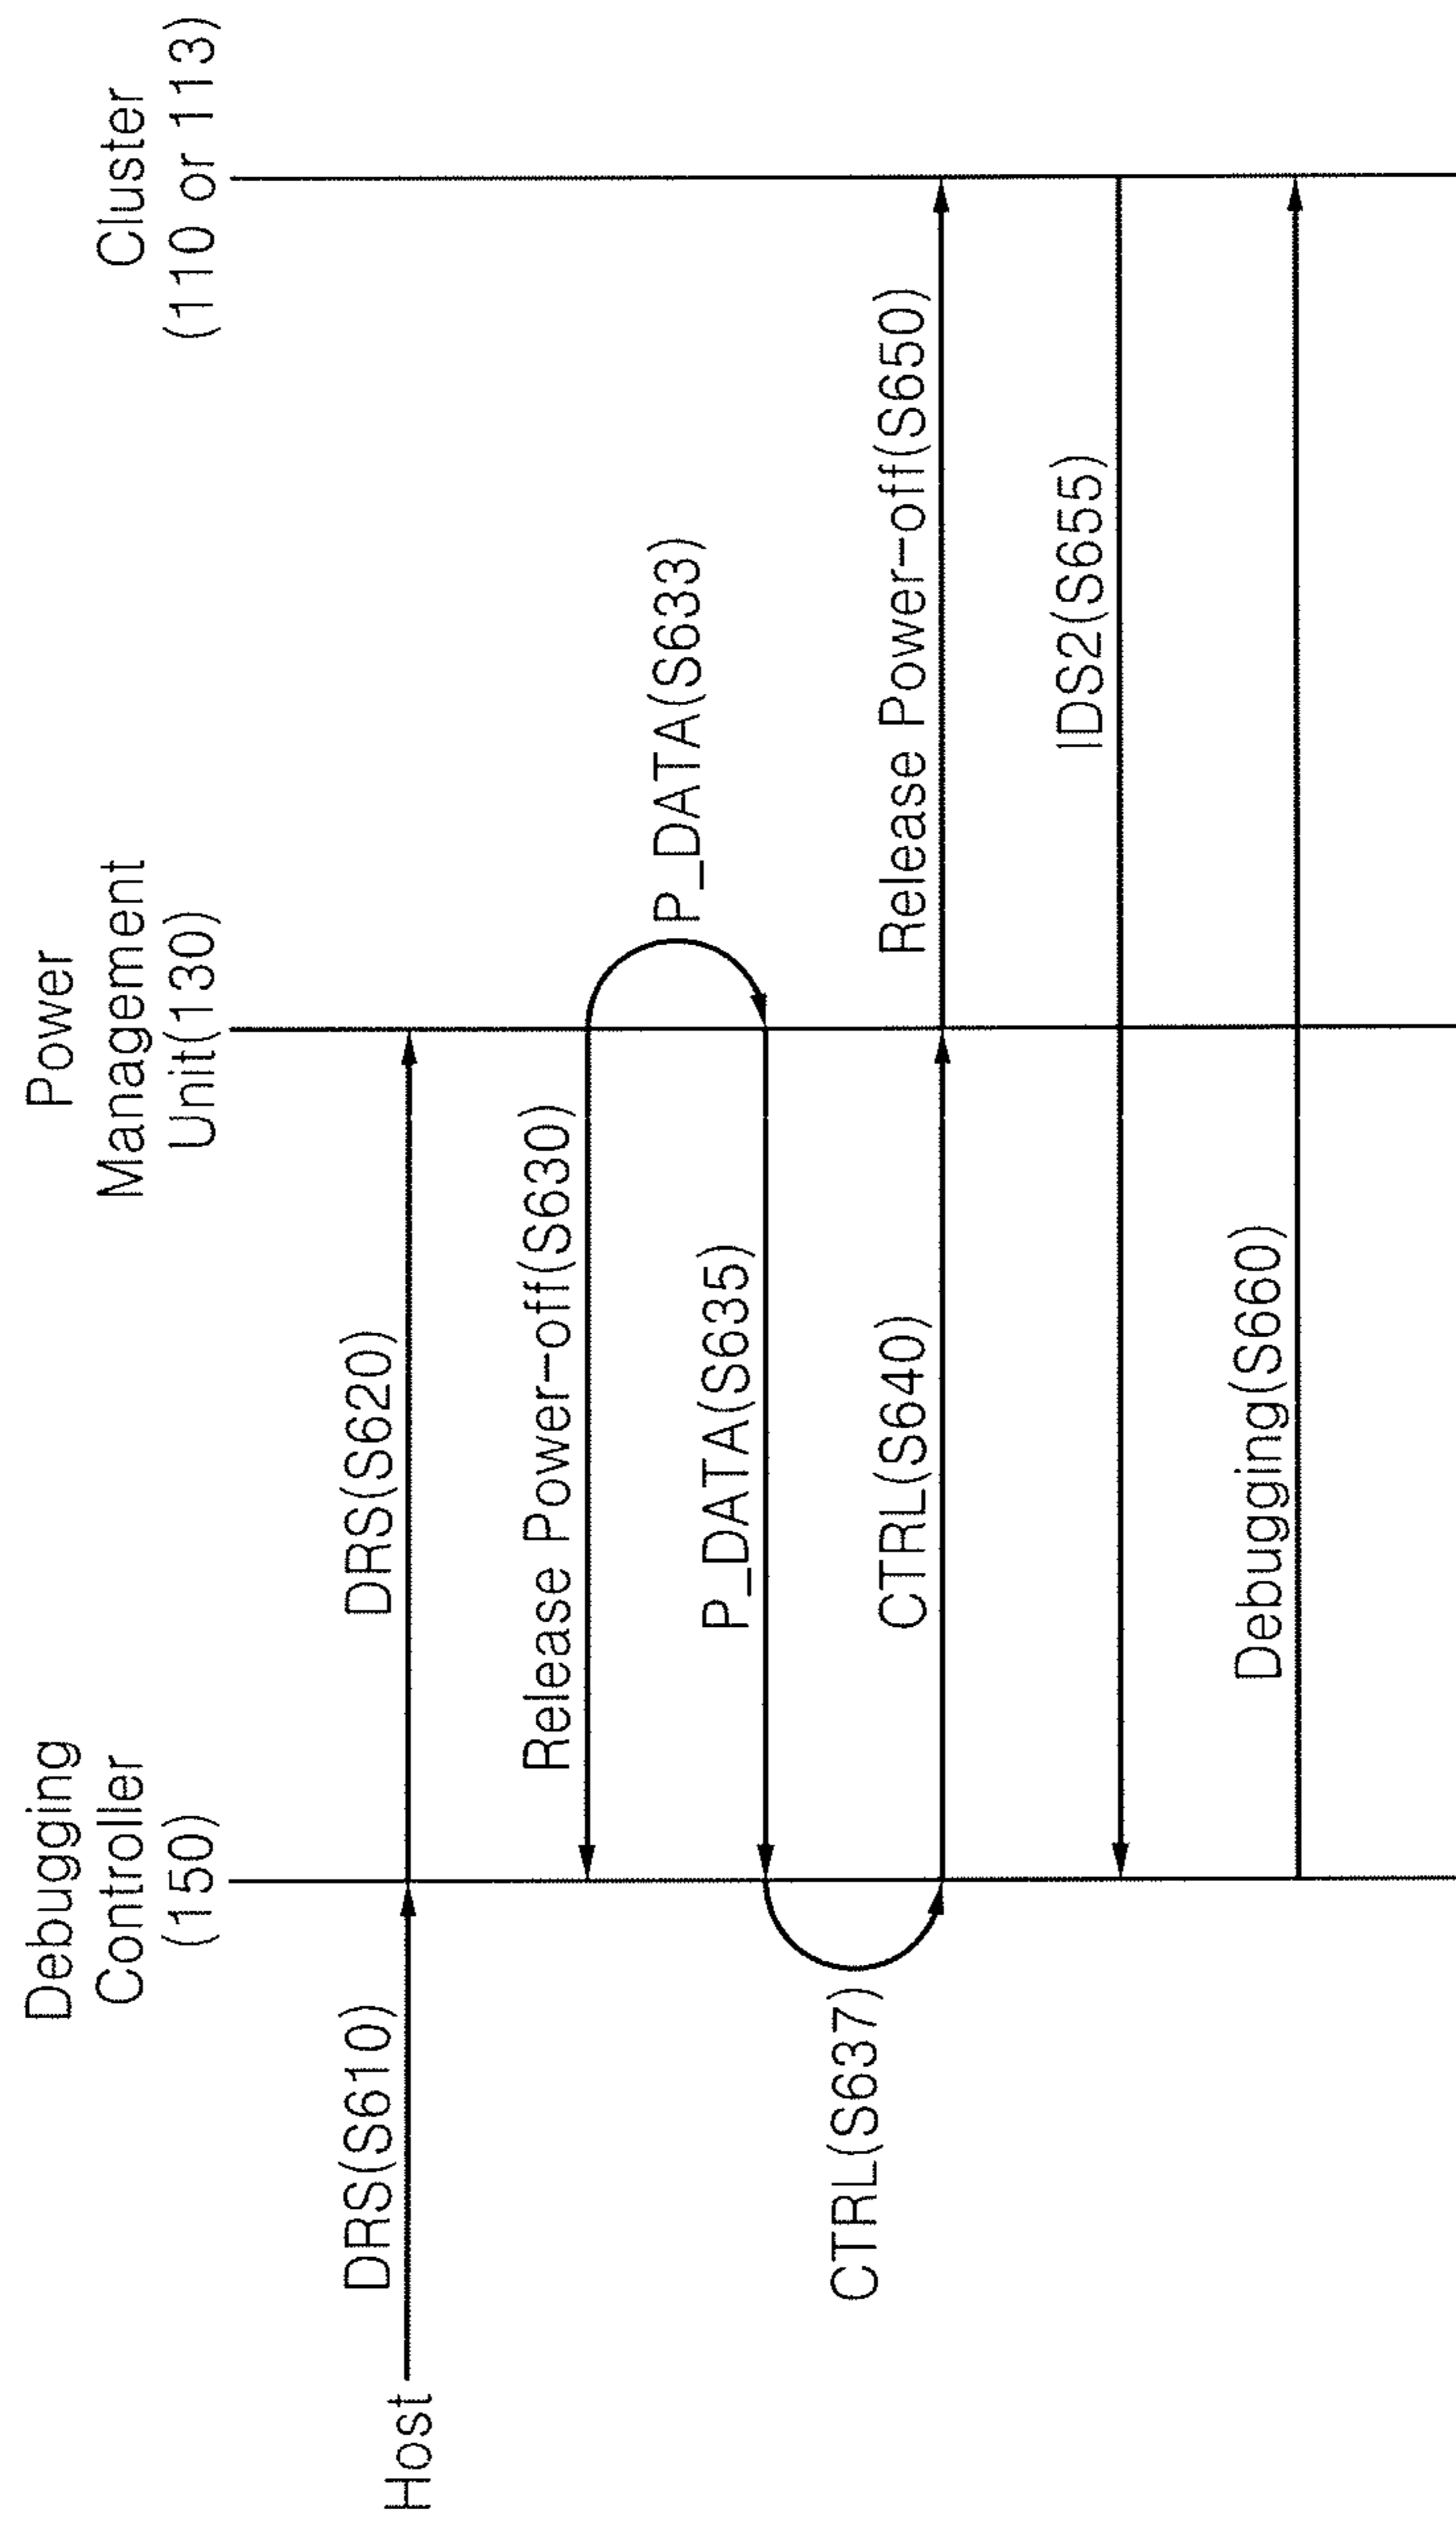 Debugging
Controller
(150)
Power
Management
Unit(130)
Cluster
(110 or 113)
Host
DRS(S610)
DRS(S620)
Release Power-off(S630)
P_DATA(S633)
P_DATA(S635)
CTRL(S637)
CTRL(S640)
Release Power-off(S650)
IDS2(S655)
Debugging(S660)